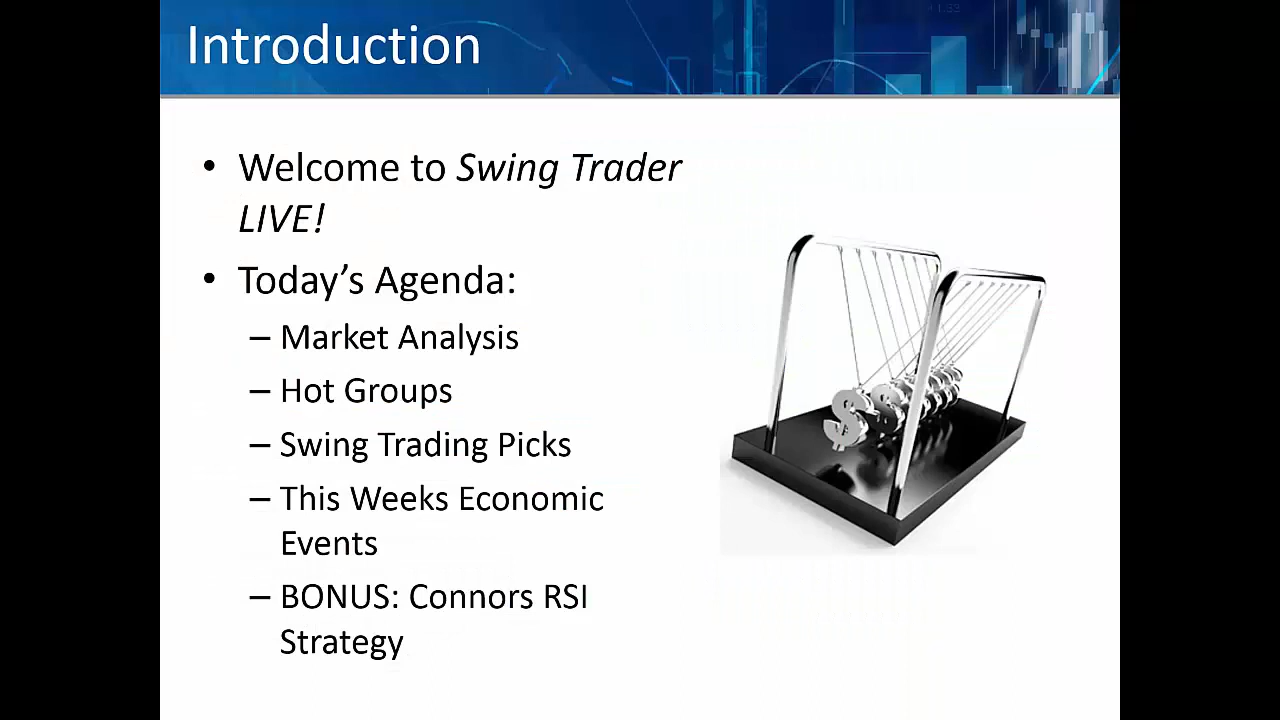 Introduction
• Welcome to Swing Trader
LIVE!
• Today’s Agenda:
– Market Analysis
– Hot Groups
– Swing Trading Picks
– This Weeks Economic
Events
– BONUS: Connors RSI
Strategy